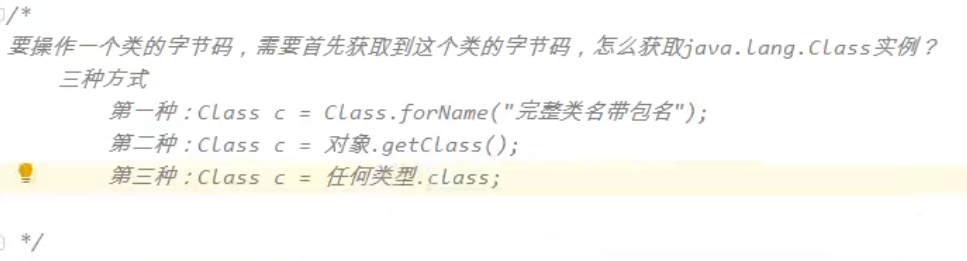 /*
要操作一个类的字节码，需要首先获取到这个类的字节码，怎么获取java.lang.Class实例？
三种方式
第一种：Class c = Class.forName("完整类名带包名");
第二种：Class c = 对象.getClass();
第三种：Class c = 任何类型.class;
*/